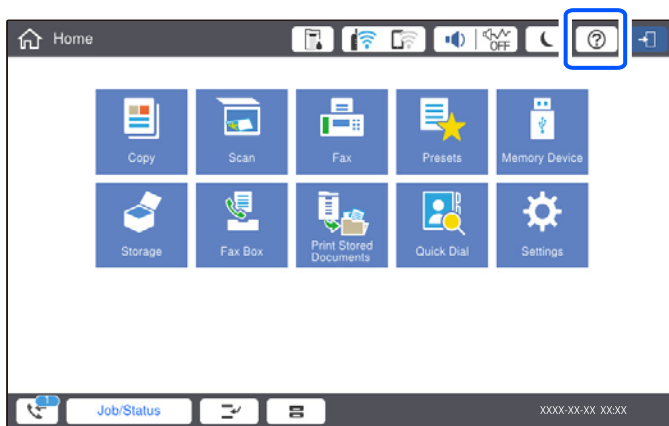 Home
OFF
?
Copy
Scan
Fax
Presets
Memory Device
Storage
Fax Box
Print Stored
Documents
Quick Dial
Settings
1
Job/Status
XXXX-XX-XX XX:XX